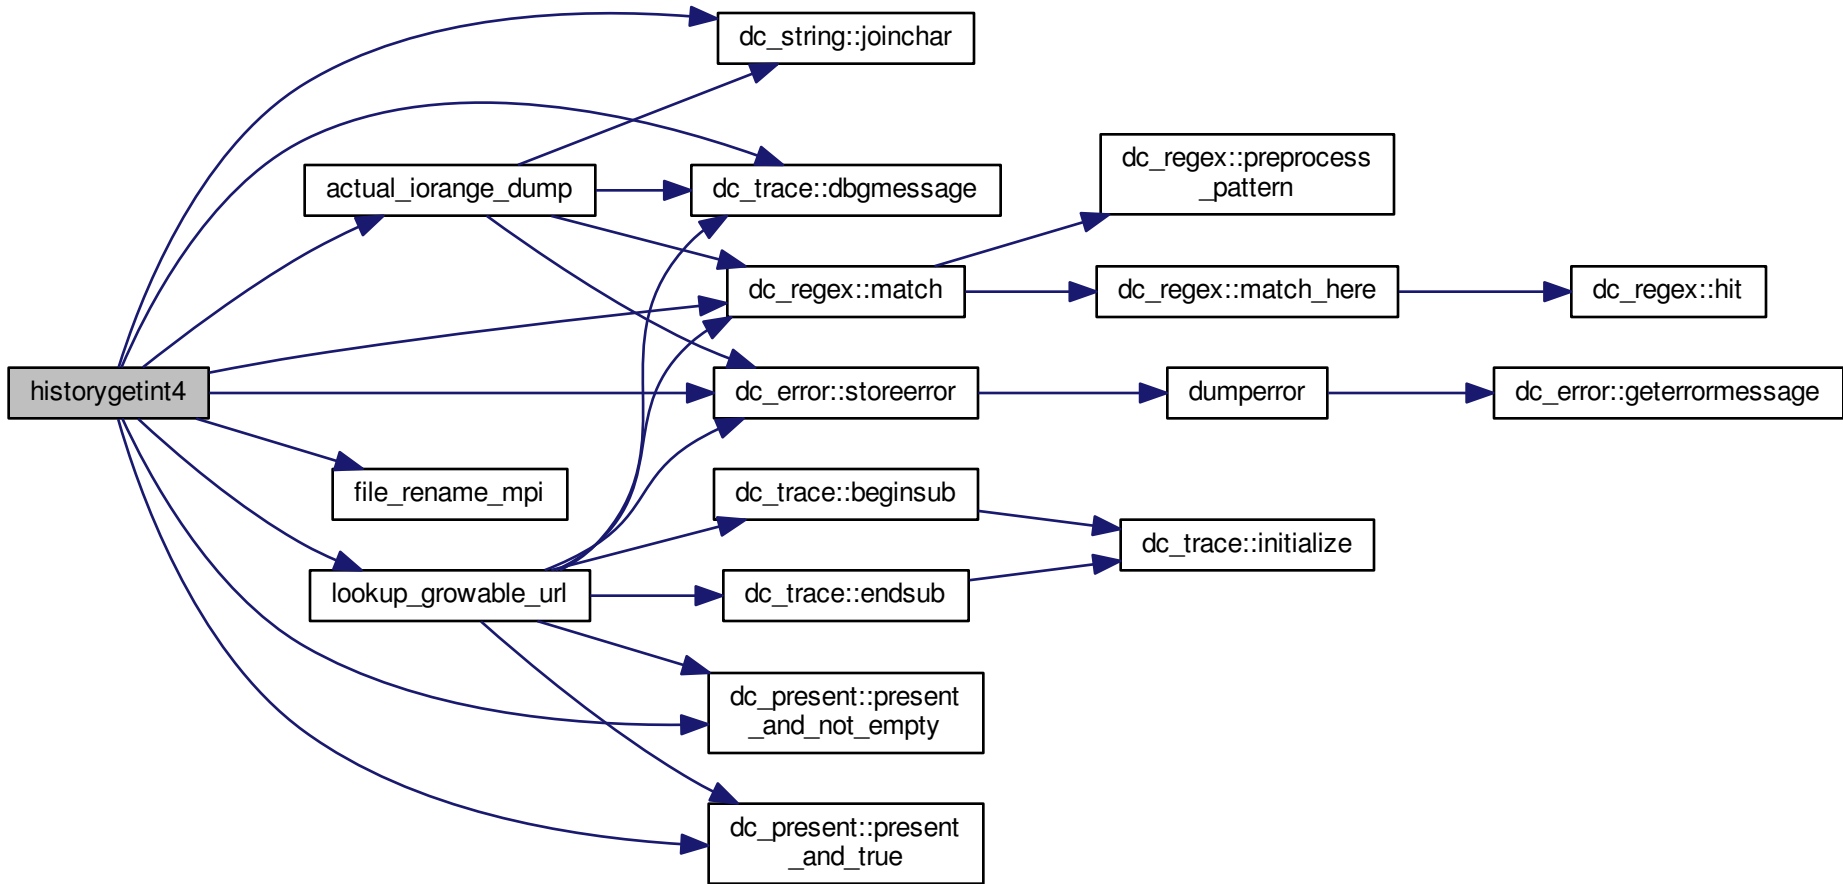 dc_string::joinchar
actual_iorange_dump
dc_trace::dbgmessage
dc_regex::preprocess
_pattern
dc_regex::match
dc_regex::match_here
dc_regex::hit
historygetint4
dc_error::storeerror
dumperror
dc_error::geterrormessage
file_rename_mpi
dc_trace::beginsub
dc_trace::initialize
lookup_growable_url
dc_trace::endsub
dc_present::present
_and_not_empty
dc_present::present
_and_true